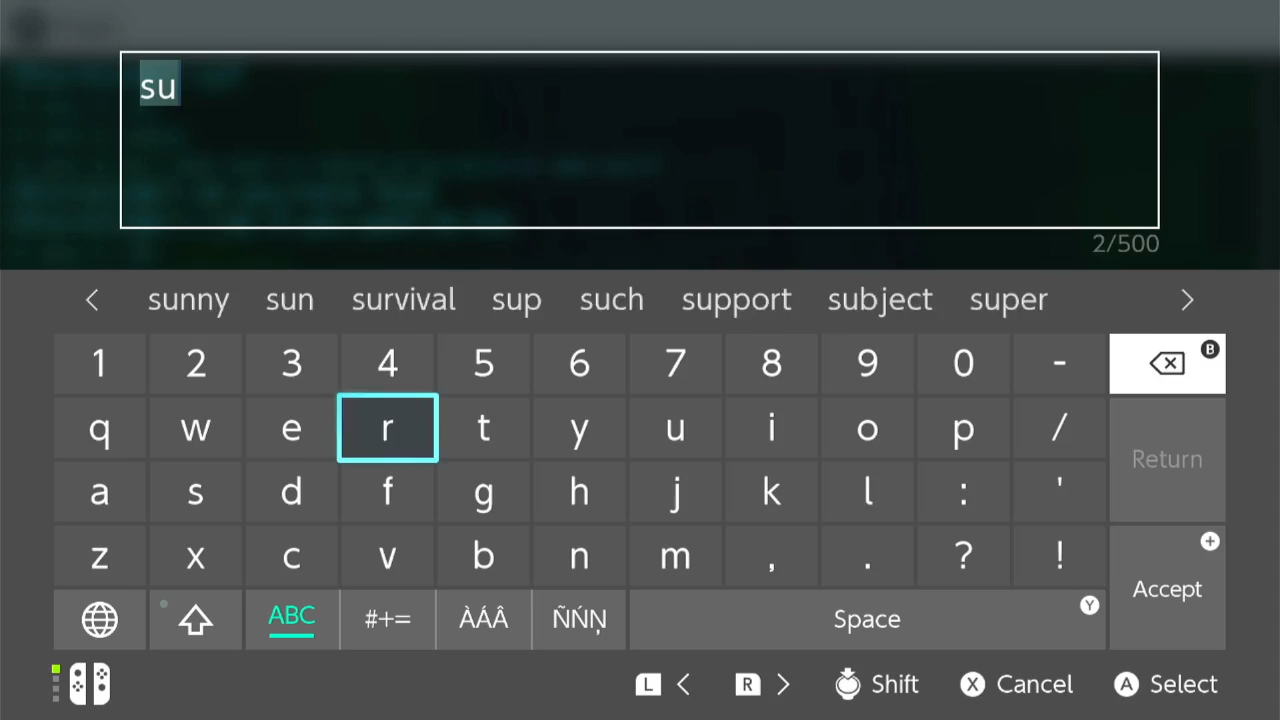 su
2/500
sunny sun survival sup such support subject super
1 2 3 4 5 6 7 8 9 0 - B
q w e r t y u i o p / Return
a s d f g h j k l : '
z x c v b n m , . ? ! + Accept
ABC #+= ÀÁÂ ÑŃŅ Space Y
L R Shift X Cancel A Select